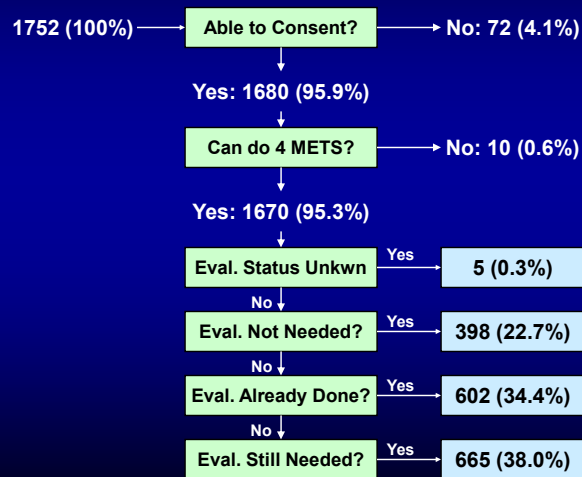 1752 (100%) Able to Consent? No: 72 (4.1%)
Yes: 1680 (95.9%)
Can do 4 METS? No: 10 (0.6%)
Yes: 1670 (95.3%)
Eval. Status Unkwn Yes 5 (0.3%)
No
Eval. Not Needed? Yes 398 (22.7%)
No
Eval. Already Done? Yes 602 (34.4%)
No
Eval. Still Needed? Yes 665 (38.0%)